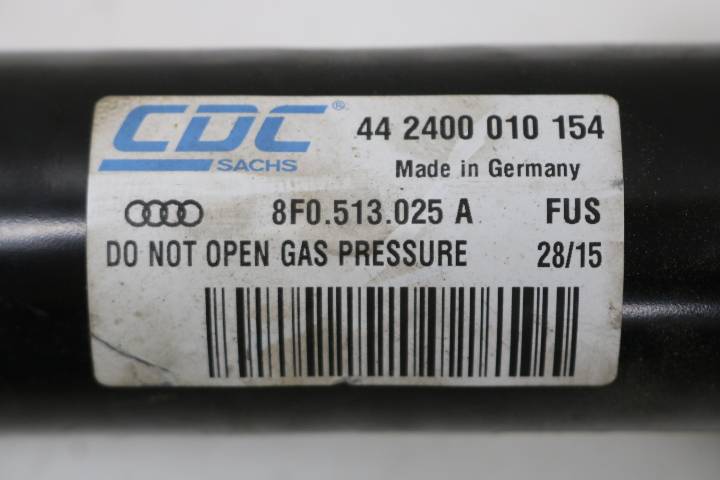 CDC® 44 2400 010 154
SACHS Made in Germany
8F0.513.025 A FUS
DO NOT OPEN GAS PRESSURE 28/15